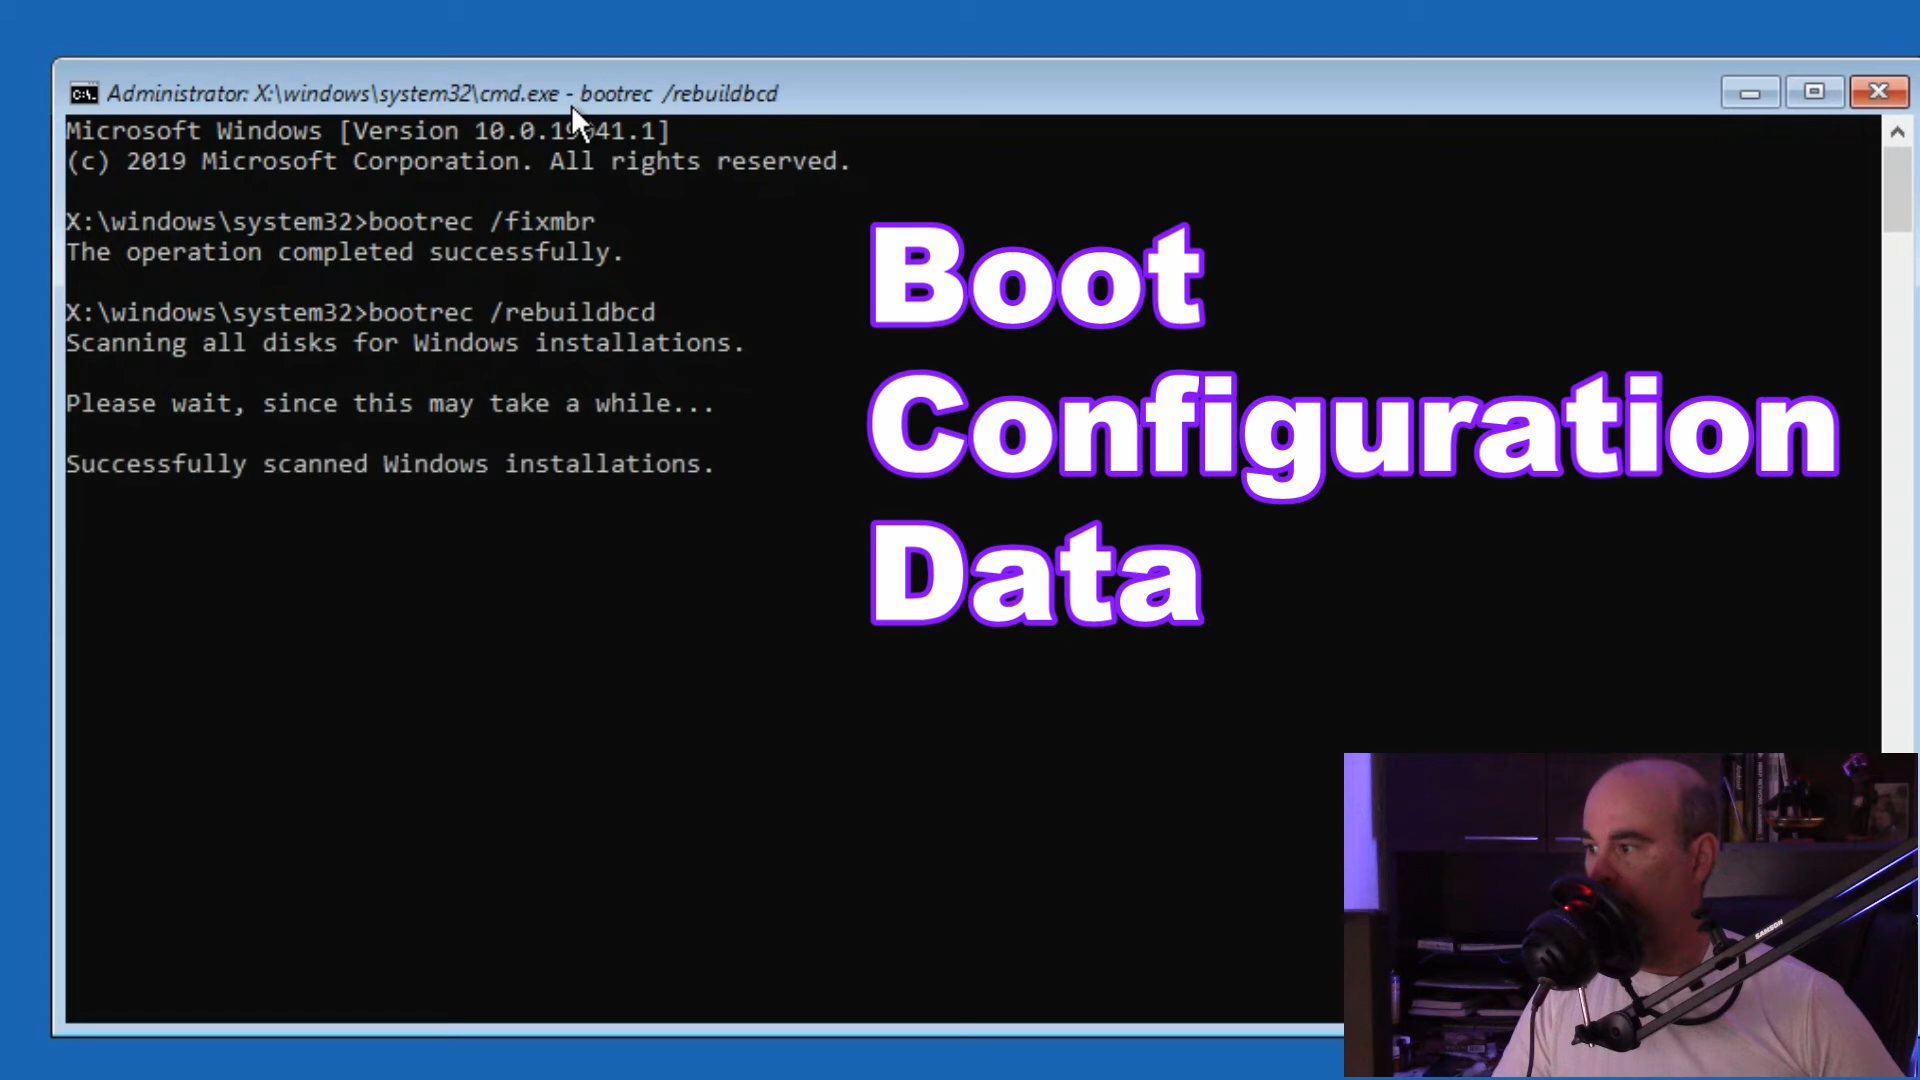 Administrator: X:\windows\system32\cmd.exe - bootrec /rebuildbcd
Microsoft Windows [Version 10.0.19041.1]
(c) 2019 Microsoft Corporation. All rights reserved.
X:\windows\system32>bootrec /fixmbr
The operation completed successfully.
X:\windows\system32>bootrec /rebuildbcd
Scanning all disks for Windows installations.
Please wait, since this may take a while...
Successfully scanned Windows installations.
Boot
Configuration
Data
SAMSON